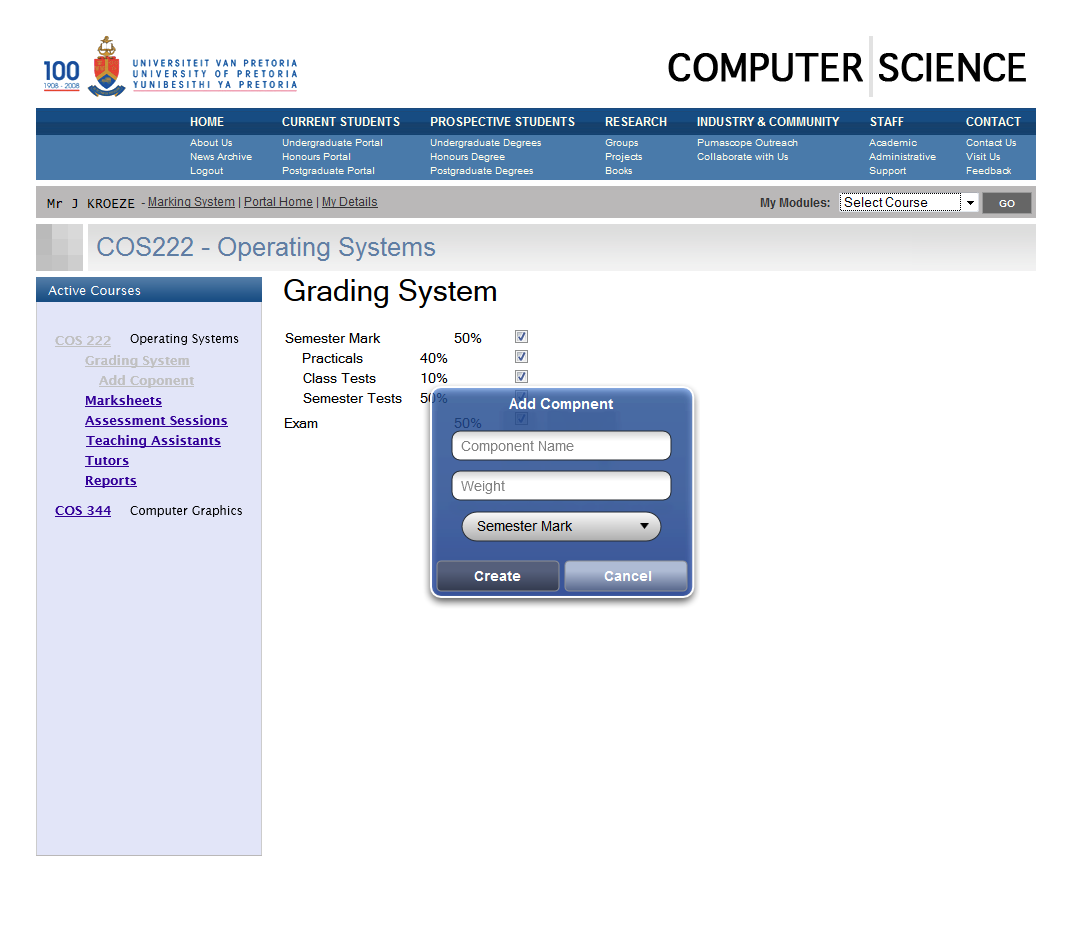 100
1908 - 2008
UNIVERSITEIT VAN PRETORIA
UNIVERSITY OF PRETORIA
YUNIBESITHI YA PRETORIA
COMPUTER SCIENCE
HOME CURRENT STUDENTS PROSPECTIVE STUDENTS RESEARCH INDUSTRY & COMMUNITY STAFF CONTACT
About Us Undergraduate Portal Undergraduate Degrees Groups Pumascope Outreach Academic Contact Us
News Archive Honours Portal Honours Degree Projects Collaborate with Us Administrative Visit Us
Logout Postgraduate Portal Postgraduate Degrees Books Support Feedback
Mr J KROEZE - Marking System | Portal Home | My Details My Modules: Select Course GO
COS222 - Operating Systems
Active Courses
COS 222 Operating Systems
Grading System
Add Coponent
Marksheets
Assessment Sessions
Teaching Assistants
Tutors
Reports
COS 344 Computer Graphics
Grading System
Semester Mark 50%
Practicals 40%
Class Tests 10%
Semester Tests 50%
Exam 50%
Add Compnent
Component Name
Weight
Semester Mark
Create Cancel